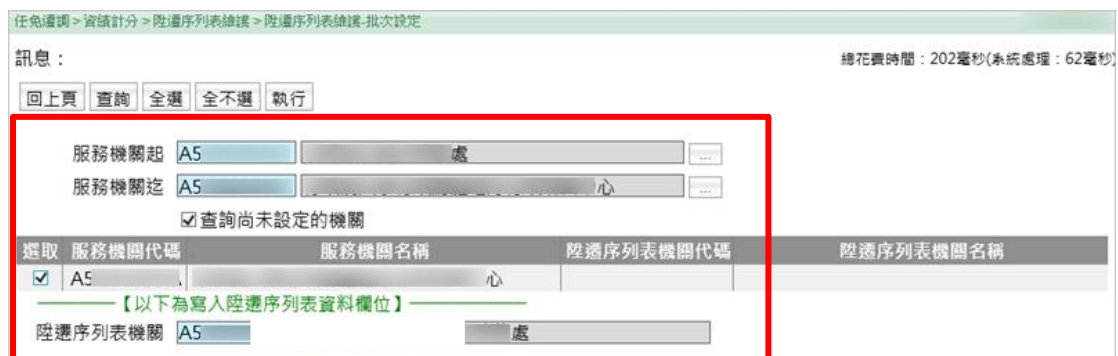 任免遷調>資績計分>陞遷序列表維護>陞遷序列表維護-批次設定
訊息：
總花費時間：202毫秒(系統處理：62毫秒)
回上頁 查詢 全選 全不選 執行
服務機關起 A5 處 ...
服務機關迄 A5 心 ...
☑查詢尚未設定的機關
選取 服務機關代碼 服務機關名稱 陞遷序列表機關代碼 陞遷序列表機關名稱
☑ A5 心
【以下為寫入陞遷序列表資料欄位】
陞遷序列表機關 A5 處